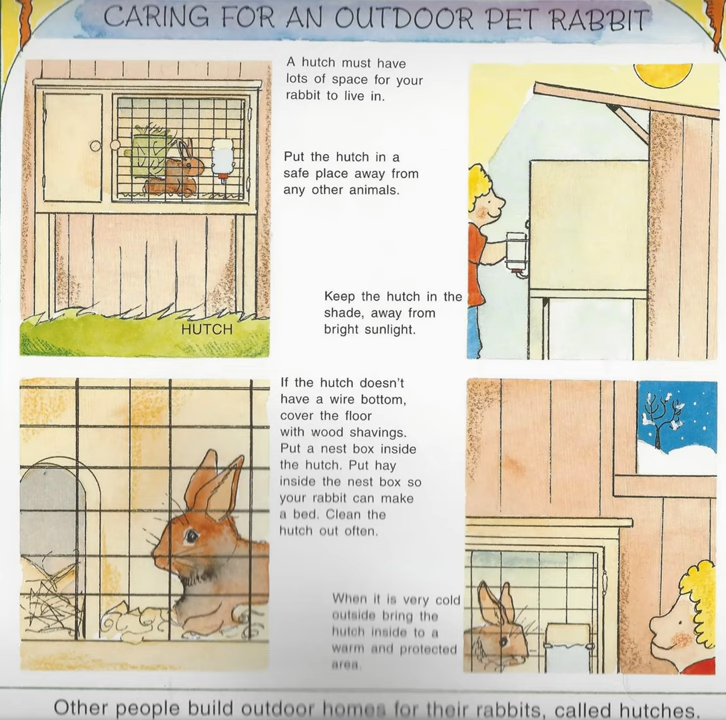 CARING FOR AN OUTDOOR PET RABBIT
A hutch must have
lots of space for your
rabbit to live in.
Put the hutch in a
safe place away from
any other animals.
Keep the hutch in the
shade, away from
bright sunlight.
HUTCH
If the hutch doesn't
have a wire bottom,
cover the floor
with wood shavings.
Put a nest box inside
the hutch. Put hay
inside the nest box so
your rabbit can make
a bed. Clean the
hutch out often.
When it is very cold
outside bring the
hutch inside to a
warm and protected
area.
Other people build outdoor homes for their rabbits, called hutches.